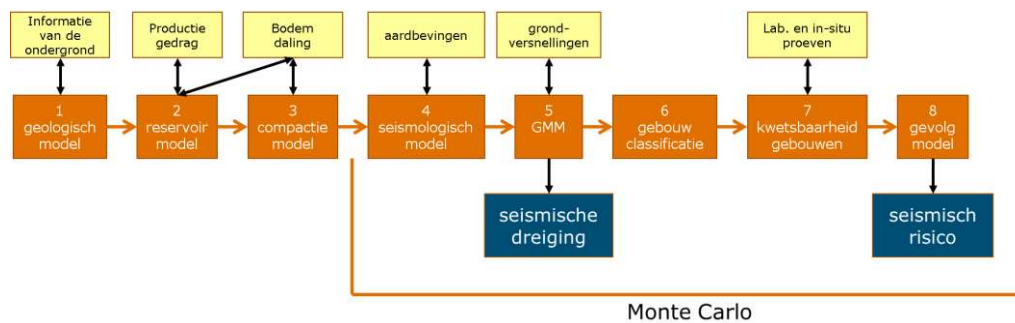 Informatie
van de
ondergrond
Productie
gedrag
Bodem
daling
aardbevingen
grond-
versnellingen
Lab. en in-situ
proeven
1
geologisch
model
2
reservoir
model
3
compactie
model
4
seismologisch
model
5
GMM
6
gebouw
classificatie
7
kwetsbaarheid
gebouwen
8
gevolg
model
seismische
dreiging
seismisch
risico
Monte Carlo